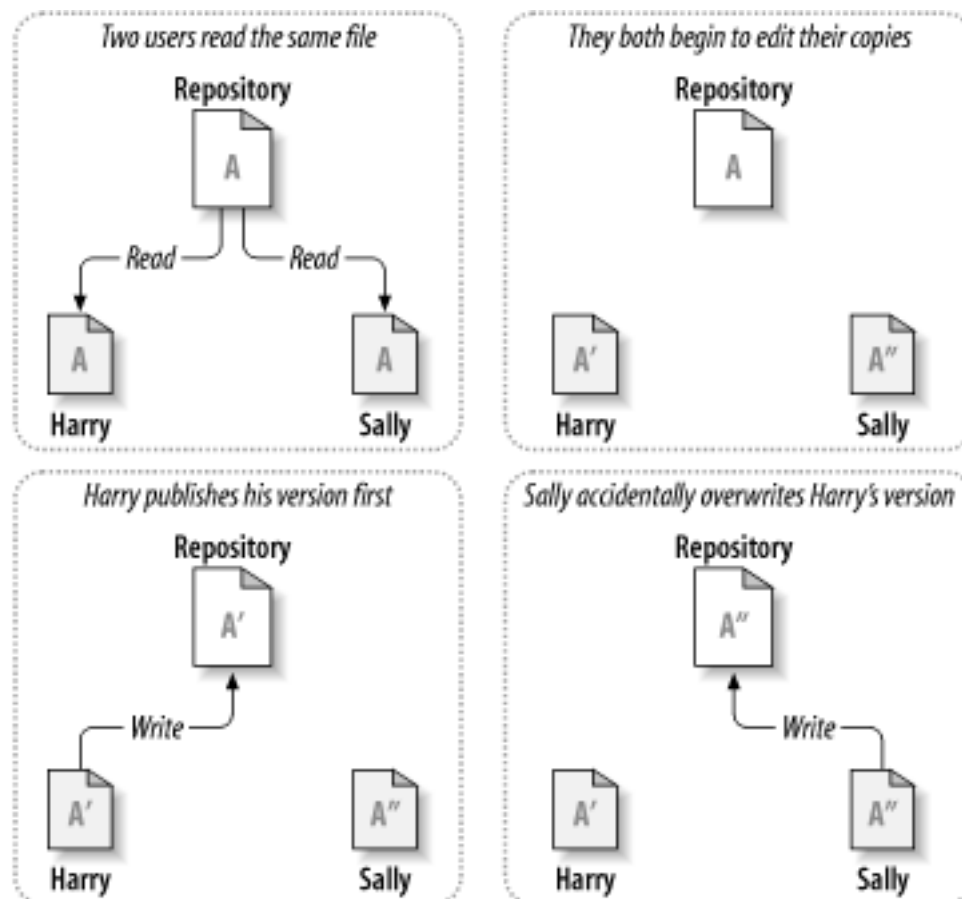 Two users read the same file
Repository
A
Read Read
A A
Harry Sally
They both begin to edit their copies
Repository
A
A′ A″
Harry Sally
Harry publishes his version first
Repository
A′
Write
A′ A″
Harry Sally
Sally accidentally overwrites Harry’s version
Repository
A″
Write
A′ A″
Harry Sally